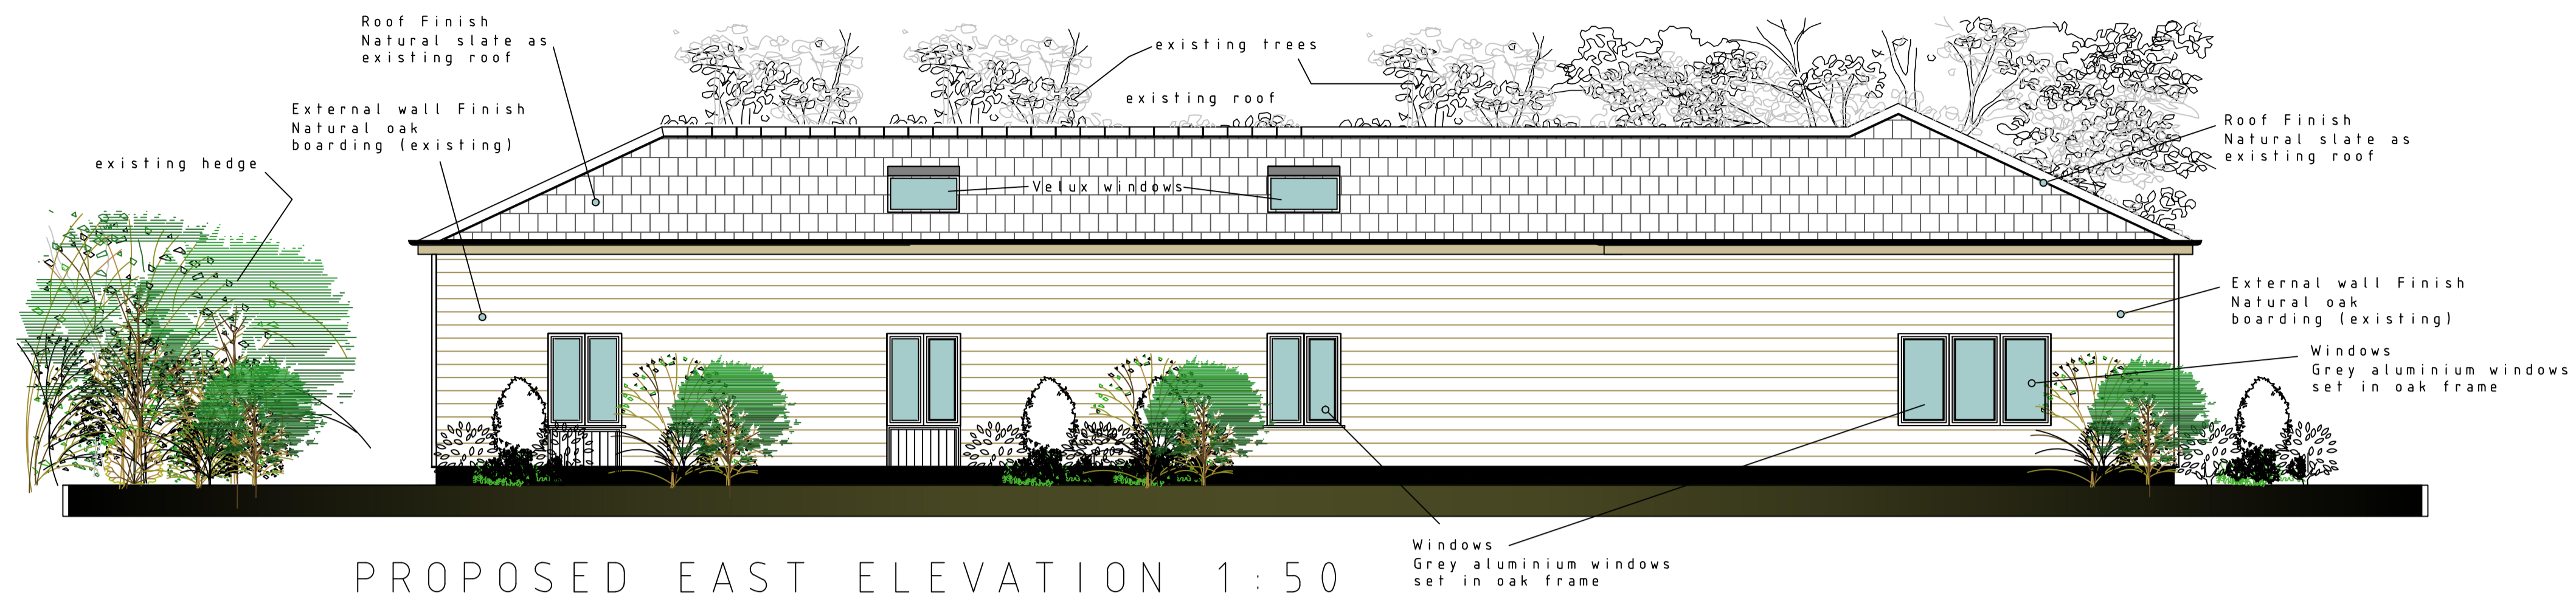 Roof Finish
Natural slate as
existing roof
existing trees
existing roof
External wall Finish
Natural oak
boarding (existing)
existing hedge
Roof Finish
Natural slate as
existing roof
Velux windows
External wall Finish
Natural oak
boarding (existing)
Windows
Grey aluminium windows
set in oak frame
Windows
Grey aluminium windows
set in oak frame
PROPOSED EAST ELEVATION 1:50